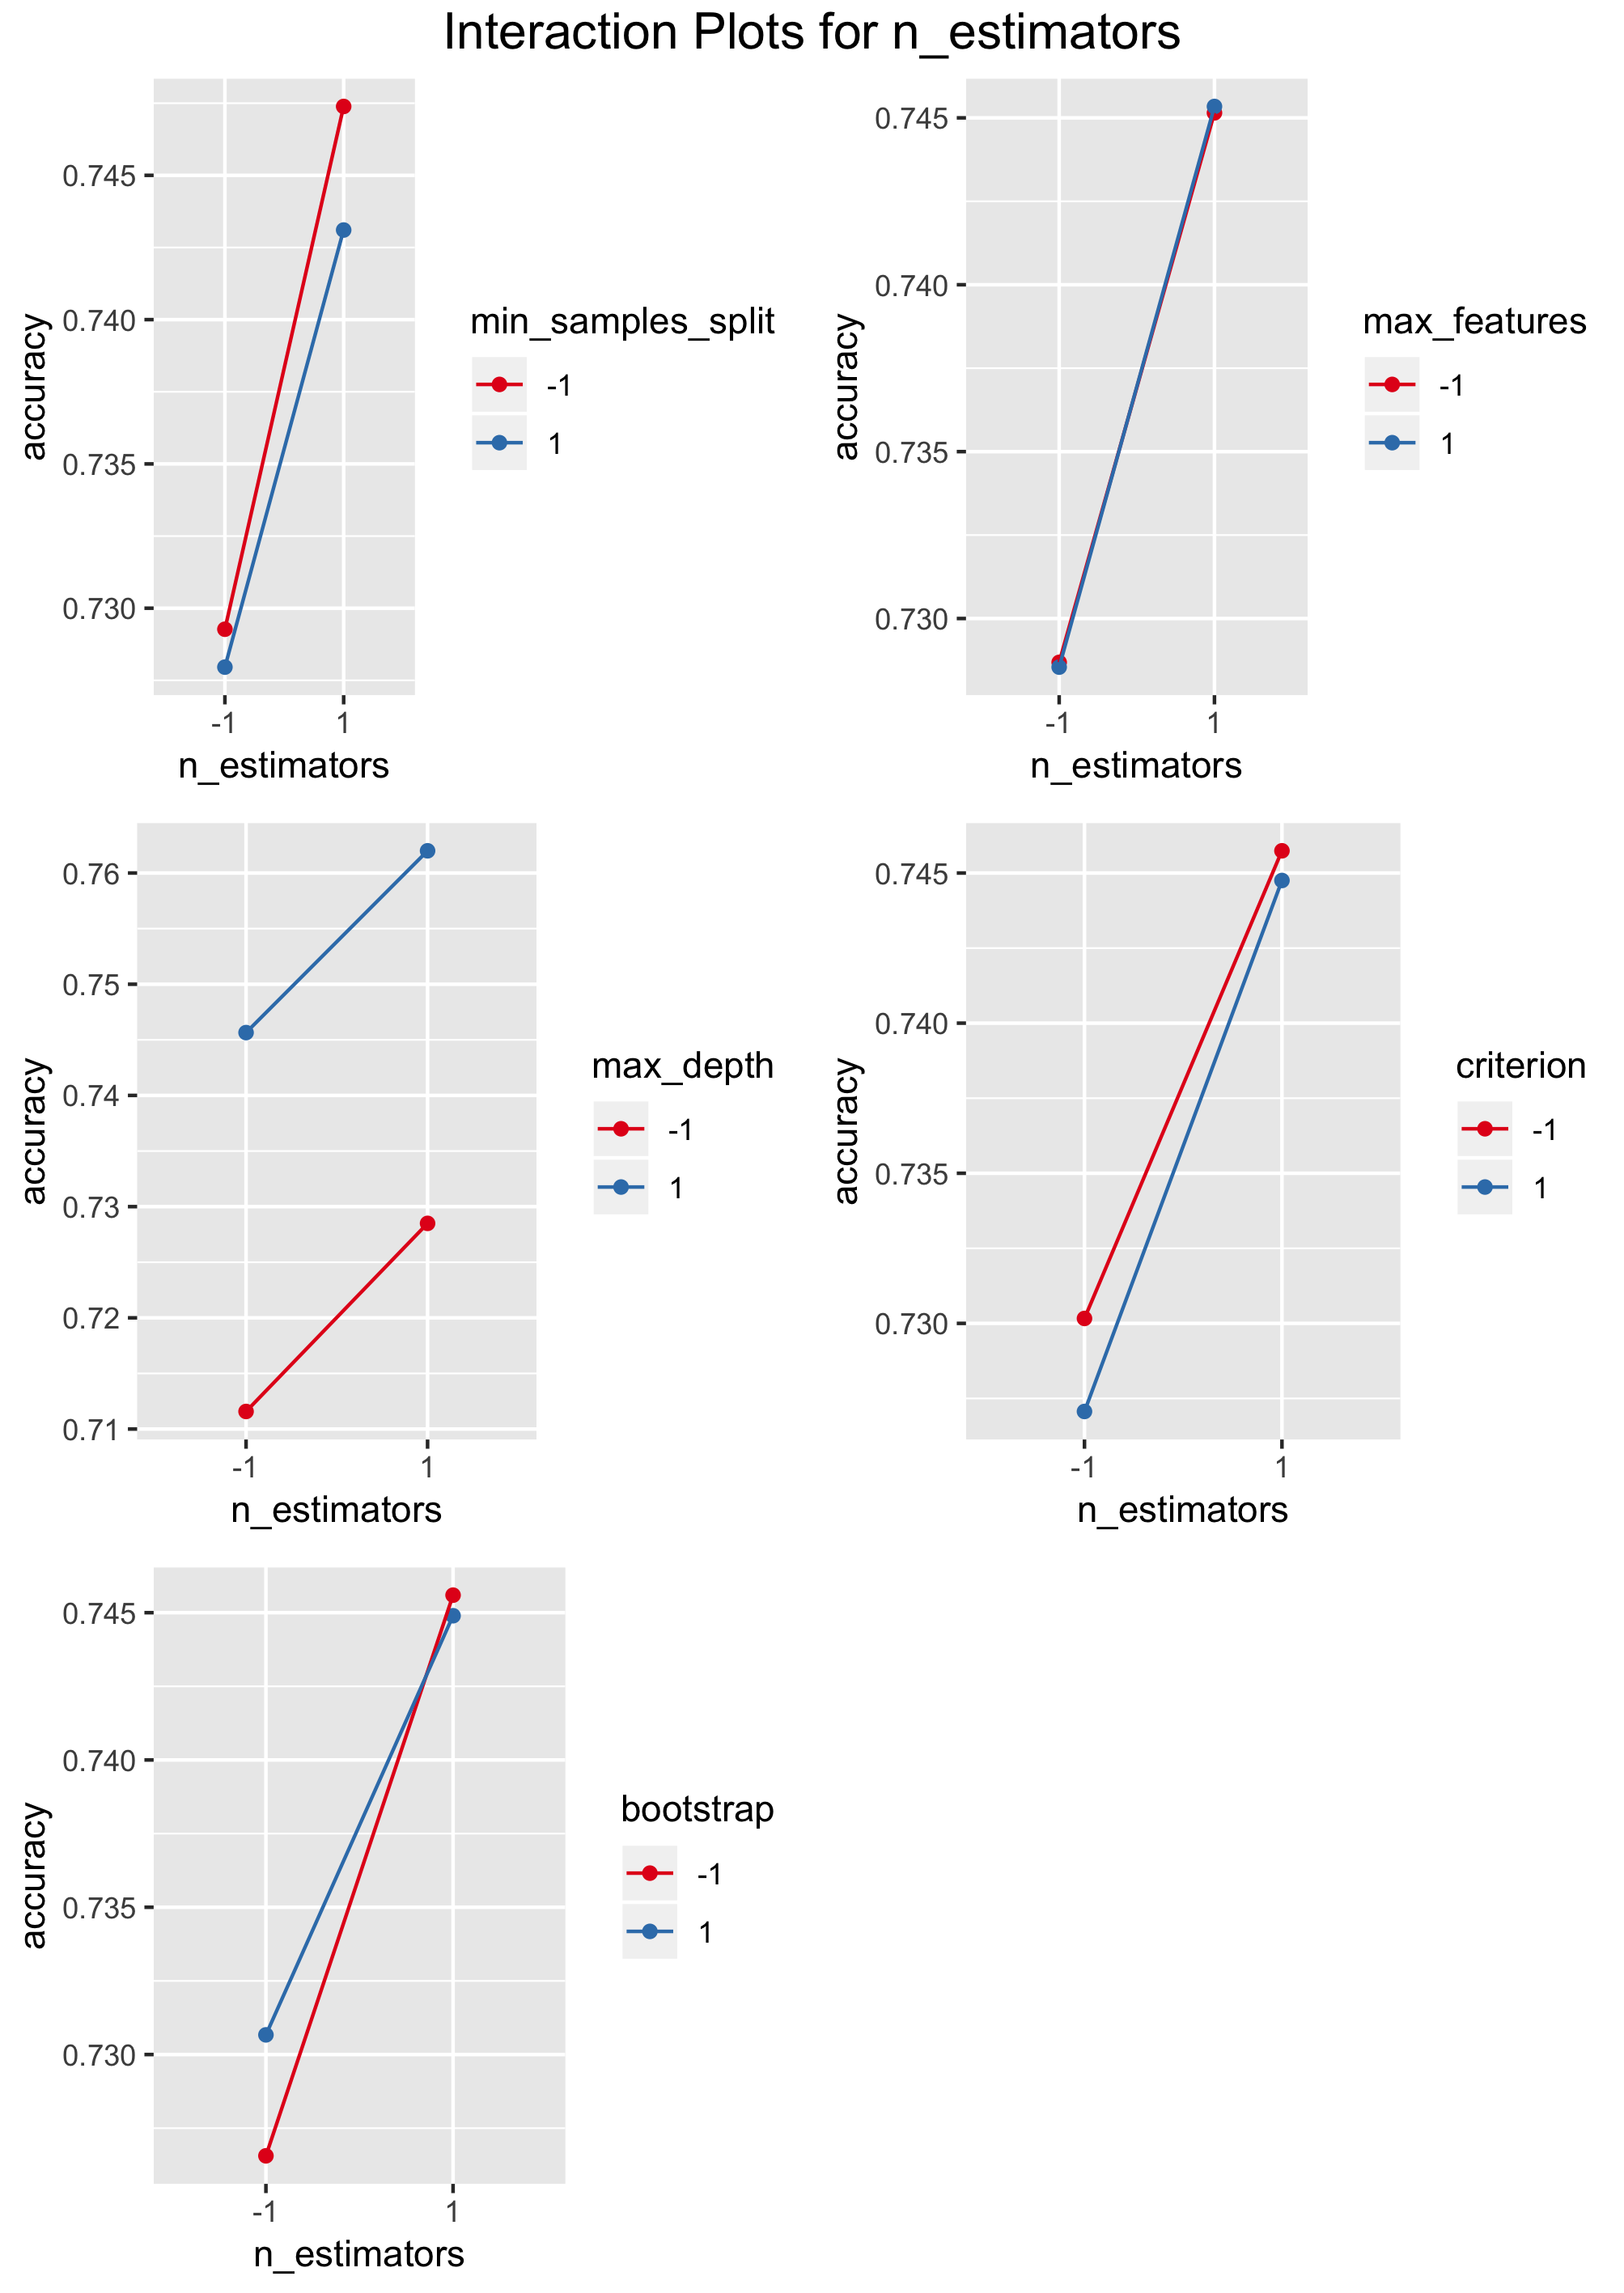 Interaction Plots for n_estimators
accuracy
0.745
0.740
0.735
0.730
-1
1
n_estimators
min_samples_split
-1
1
accuracy
0.745
0.740
0.735
0.730
-1
1
n_estimators
max_features
-1
1
accuracy
0.76
0.75
0.74
0.73
0.72
0.71
-1
1
n_estimators
max_depth
-1
1
accuracy
0.745
0.740
0.735
0.730
-1
1
n_estimators
criterion
-1
1
accuracy
0.745
0.740
0.735
0.730
-1
1
n_estimators
bootstrap
-1
1